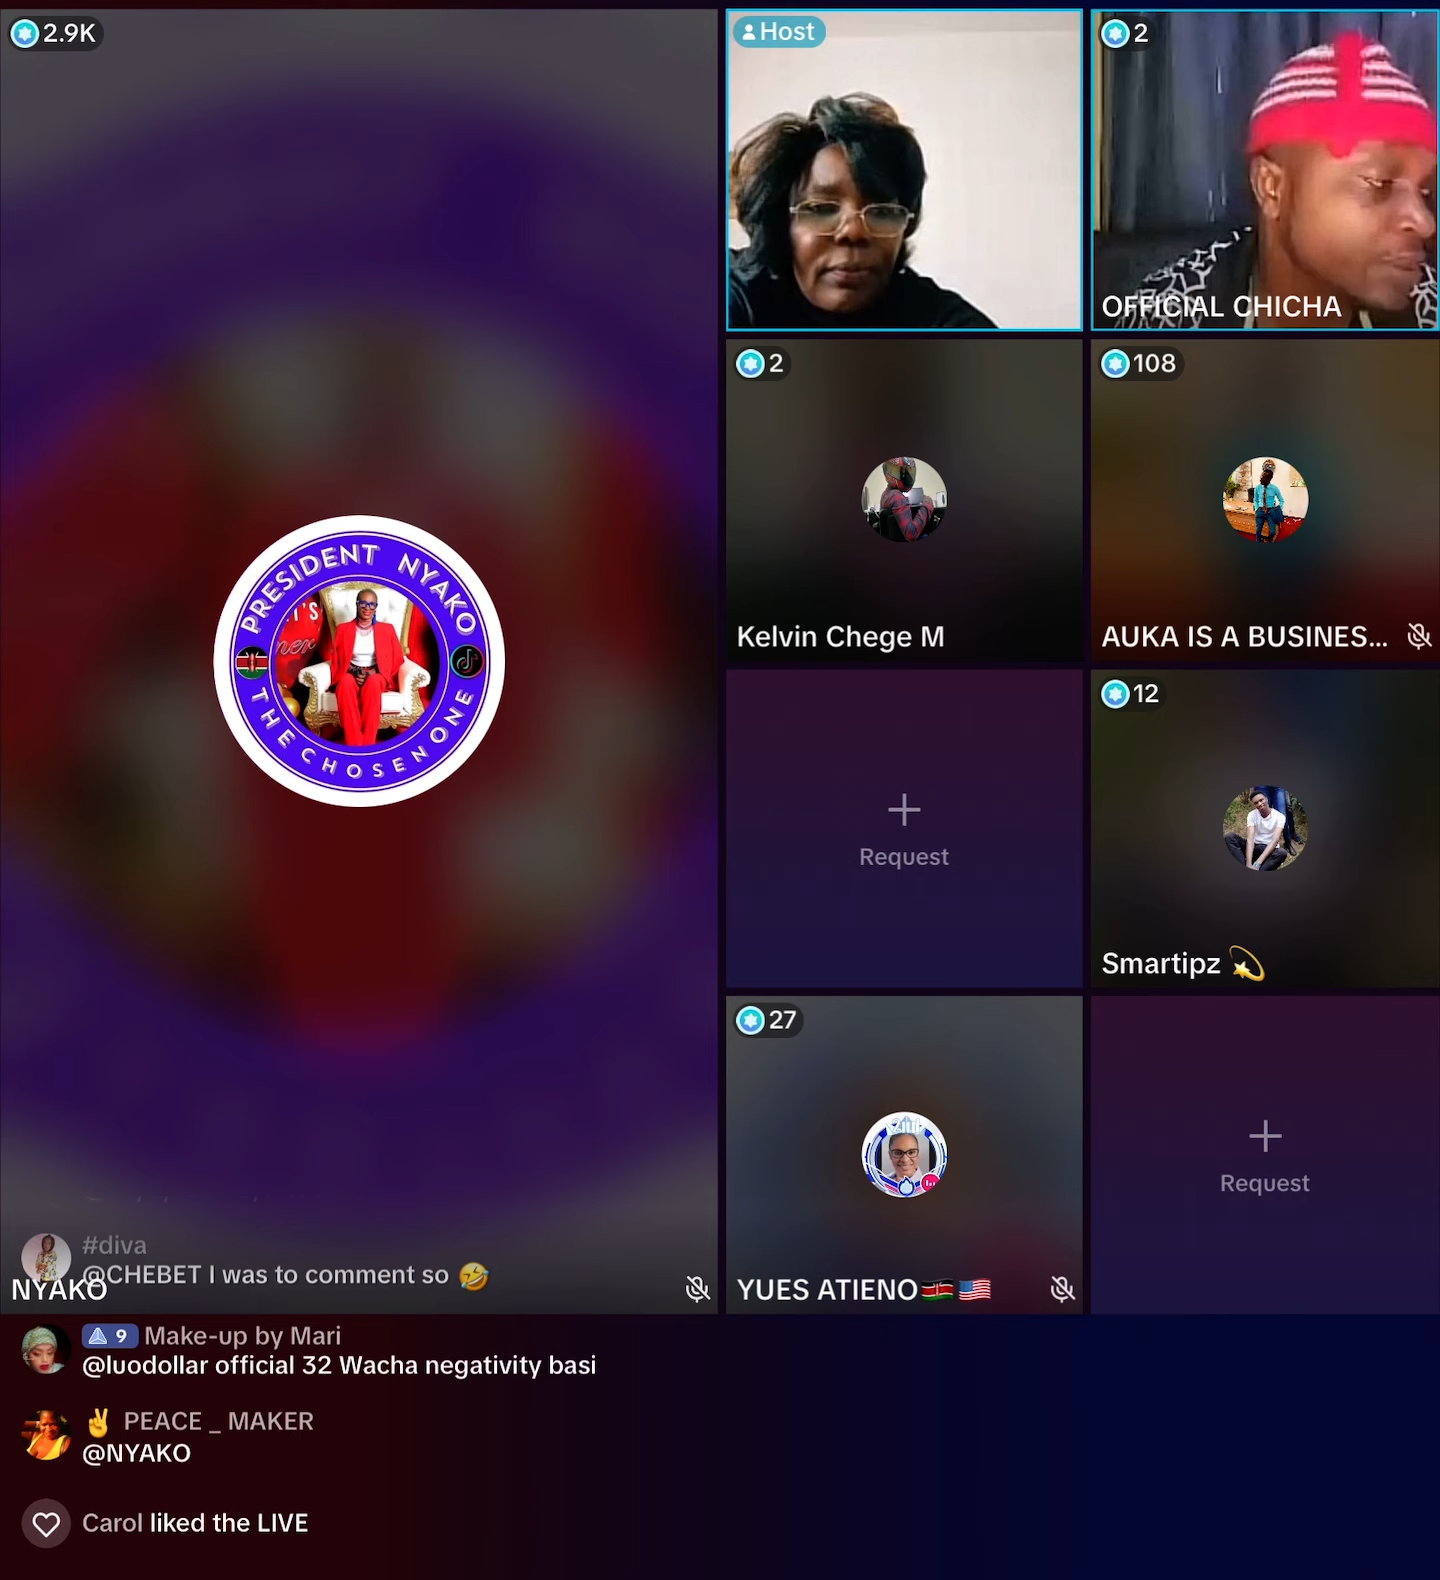 2.9K
Host
2
OFFICIAL CHICHA
PRESIDENT NYAKO
THE CHOSEN ONE
2
Kelvin Chege M
108
AUKA IS A BUSINES...
+
Request
12
Smartipz 💫
27
YUES ATIENO🇰🇪🇺🇸
+
Request
#diva
@CHEBET I was to comment so 🤣
NYAKO
9 Make-up by Mari
@luodollar official 32 Wacha negativity basi
✌️ PEACE _ MAKER
@NYAKO
Carol liked the LIVE